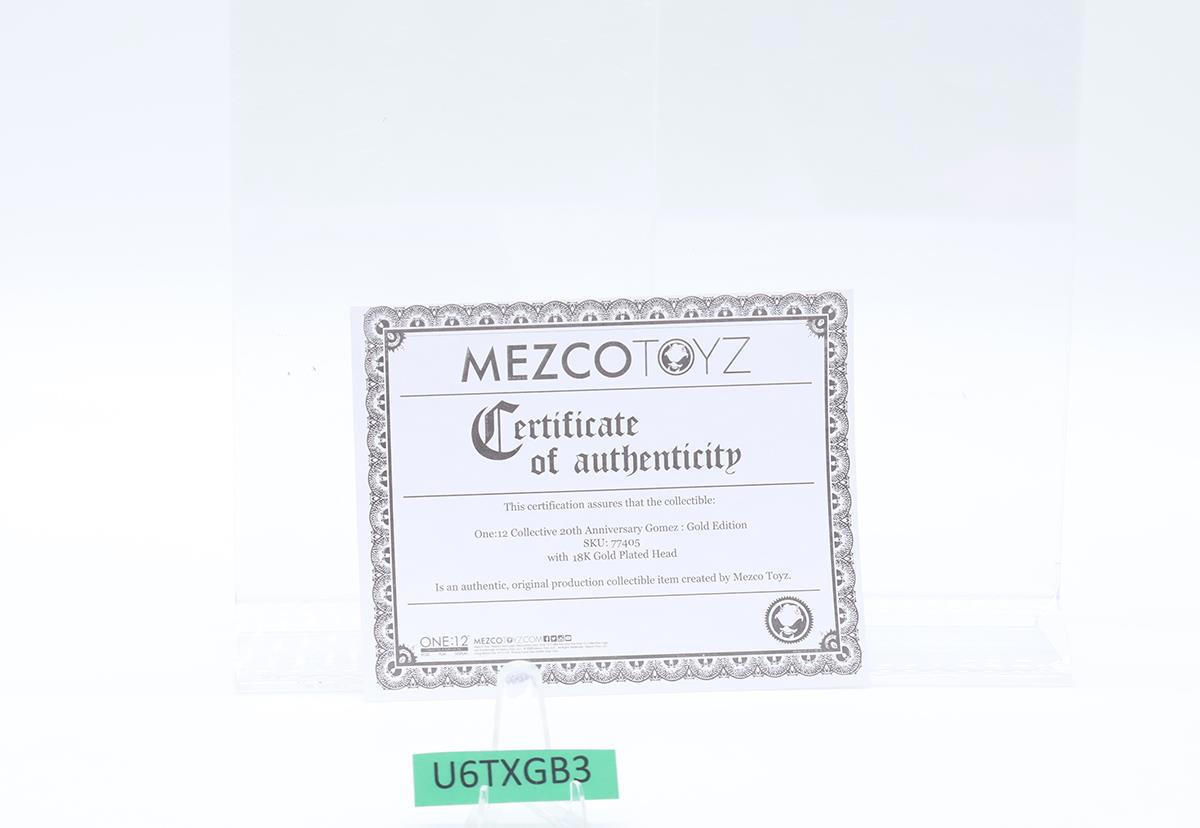 MEZCOTOYZ
Certificate
of authenticity
This certification assures that the collectible:
One:12 Collective 20th Anniversary Gomez : Gold Edition
SKU: 77405
with 18K Gold Plated Head
Is an authentic, original production collectible item created by Mezco Toyz.
ONE:12
MEZCOTOYZ.COM
U6TXGB3